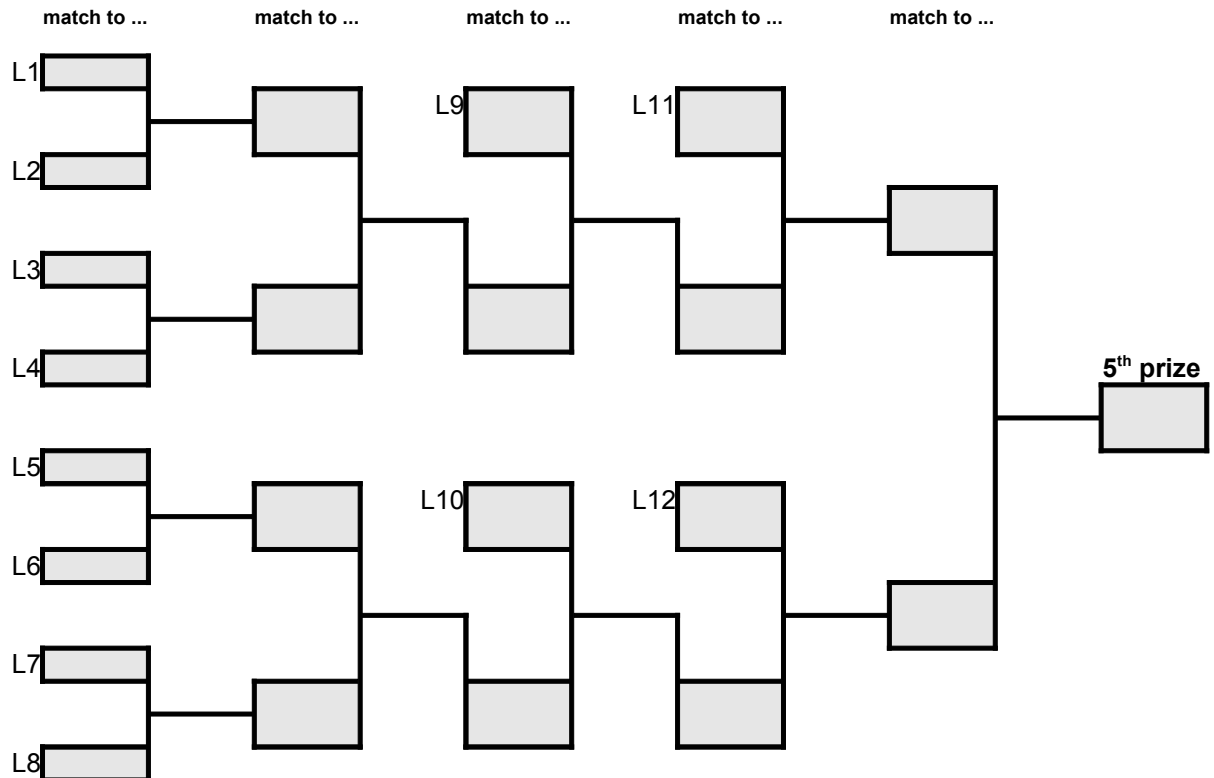 match to ... match to ... match to ... match to ... match to ...
L1
L9 L11
L2
L3
L4
5th prize
L5
L10 L12
L6
L7
L8